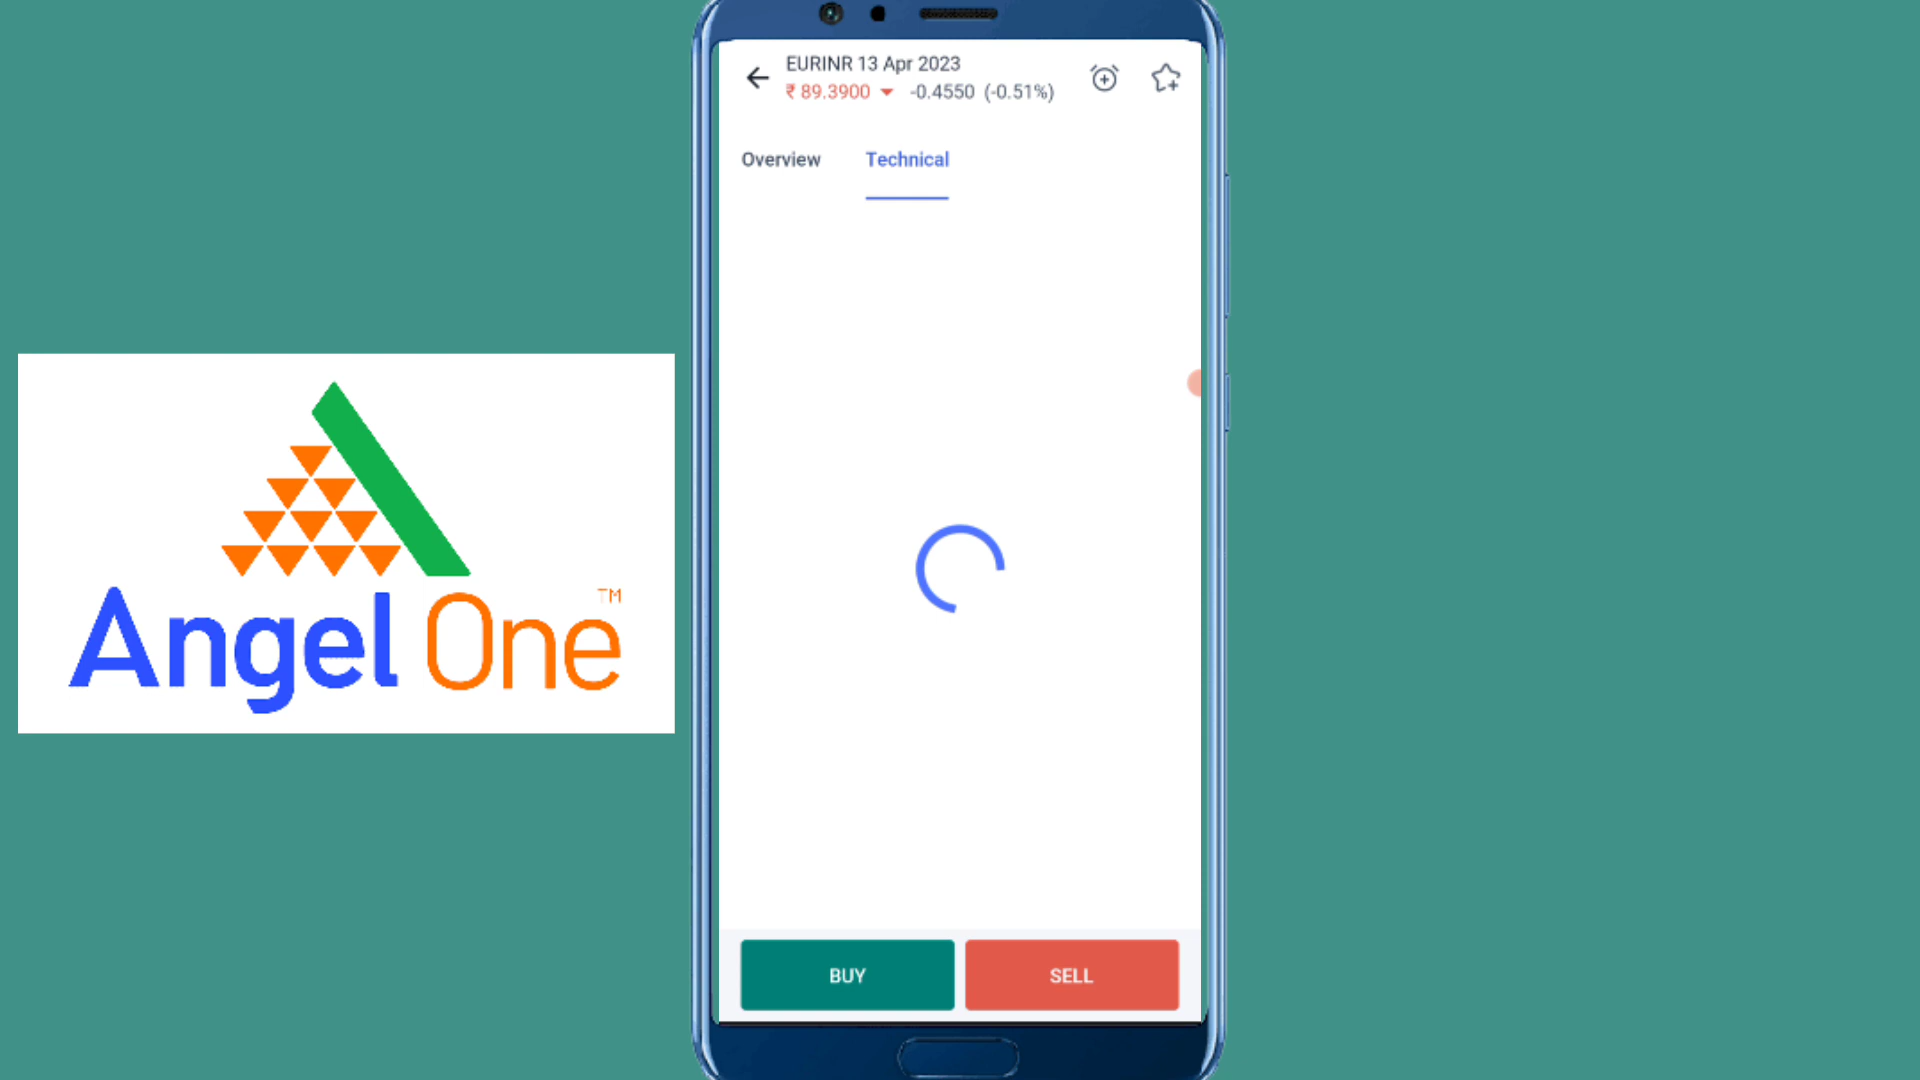 EURINR 13 Apr 2023
₹ 89.3900 -0.4550 (-0.51%)
Overview Technical
Angel One TM
BUY SELL